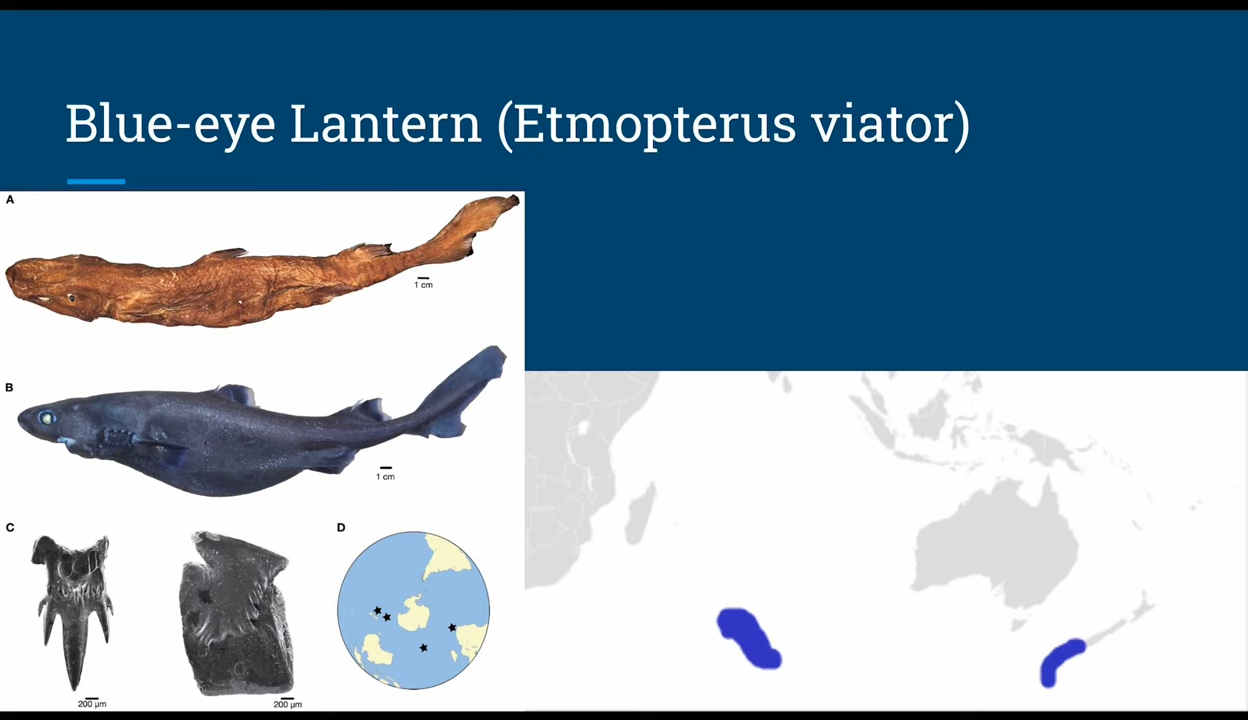 Blue-eye Lantern (Etmopterus viator)
A
1 cm
B
1 cm
C
D
200 µm
200 µm